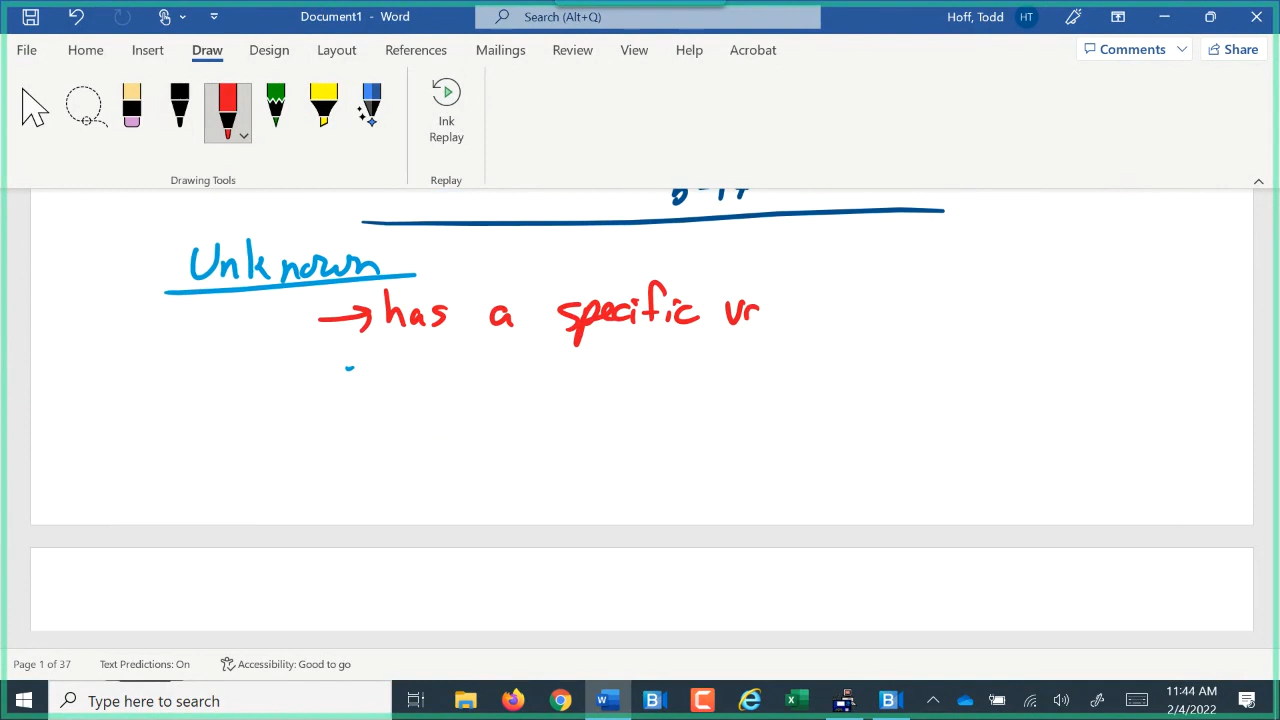 Document1 - Word
Search (Alt+Q)
Hoff, Todd
HT
File Home Insert Draw Design Layout References Mailings Review View Help Acrobat
Comments
Share
Ink
Replay
Drawing Tools
Replay
Unknown
→ has a specific
Page 1 of 37
Text Predictions: On
Accessibility: Good to go
Type here to search
11:44 AM
2/4/2022